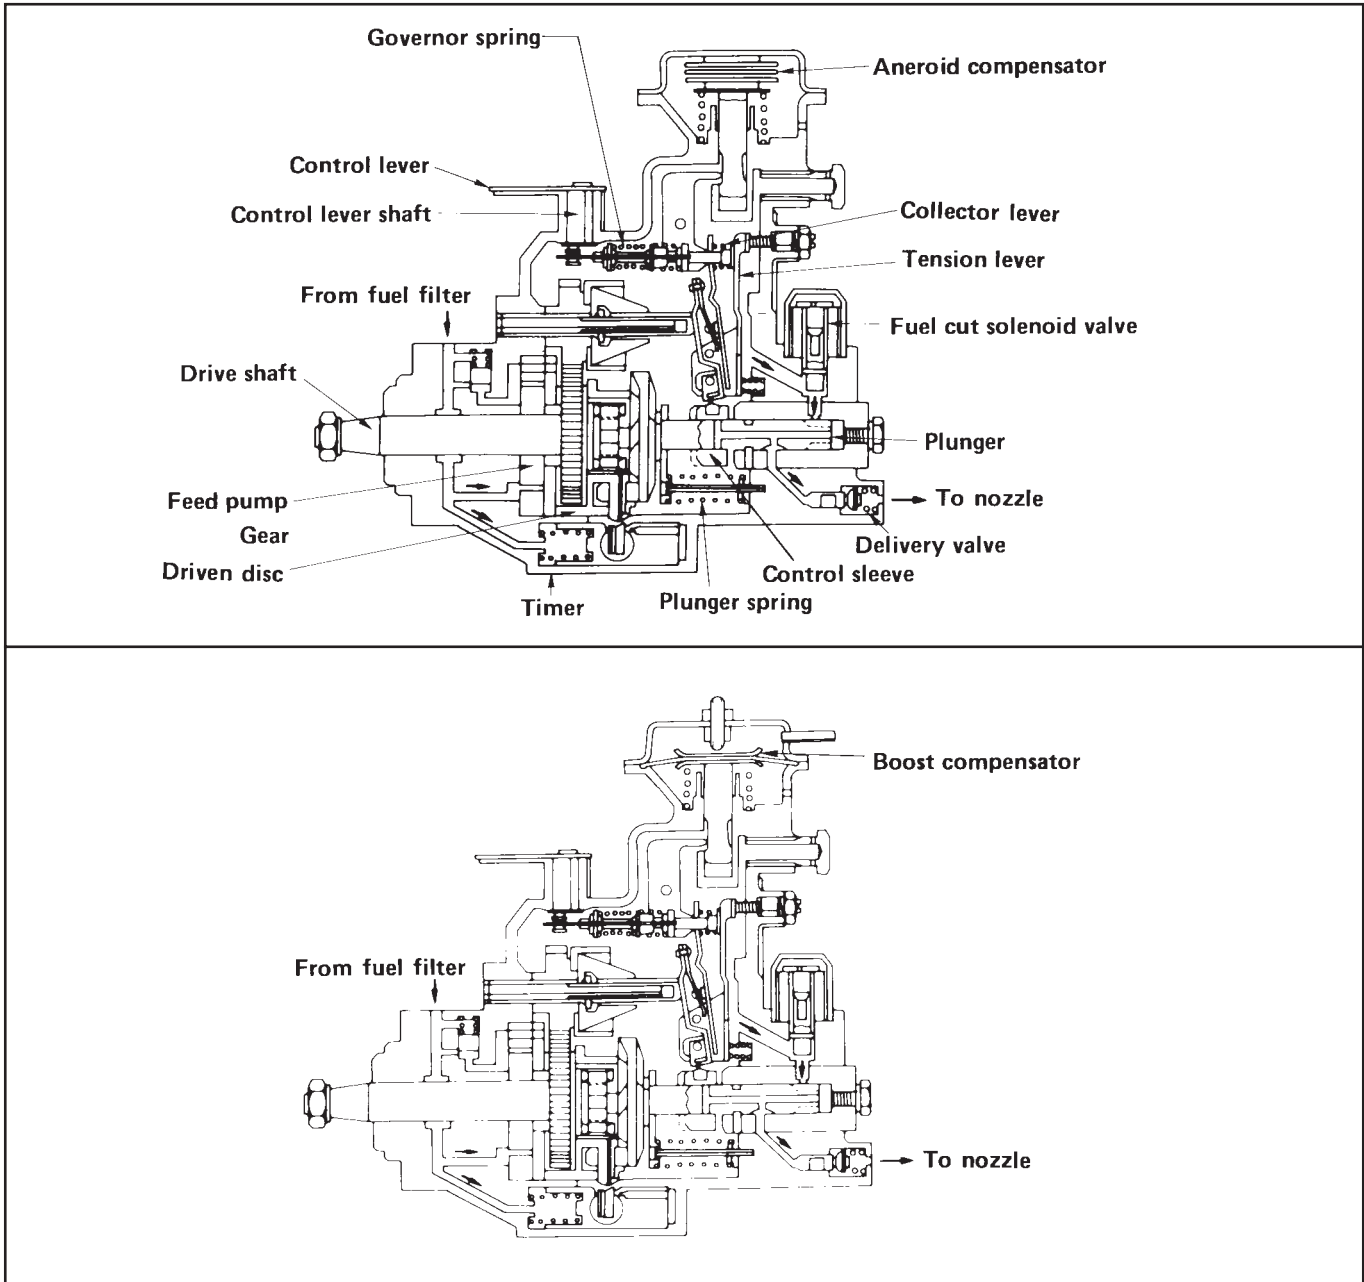 Governor spring
Aneroid compensator
Control lever
Control lever shaft
Collector lever
Tension lever
From fuel filter
Fuel cut solenoid valve
Drive shaft
Plunger
Feed pump
To nozzle
Gear
Delivery valve
Driven disc
Control sleeve
Timer
Plunger spring
Boost compensator
From fuel filter
To nozzle